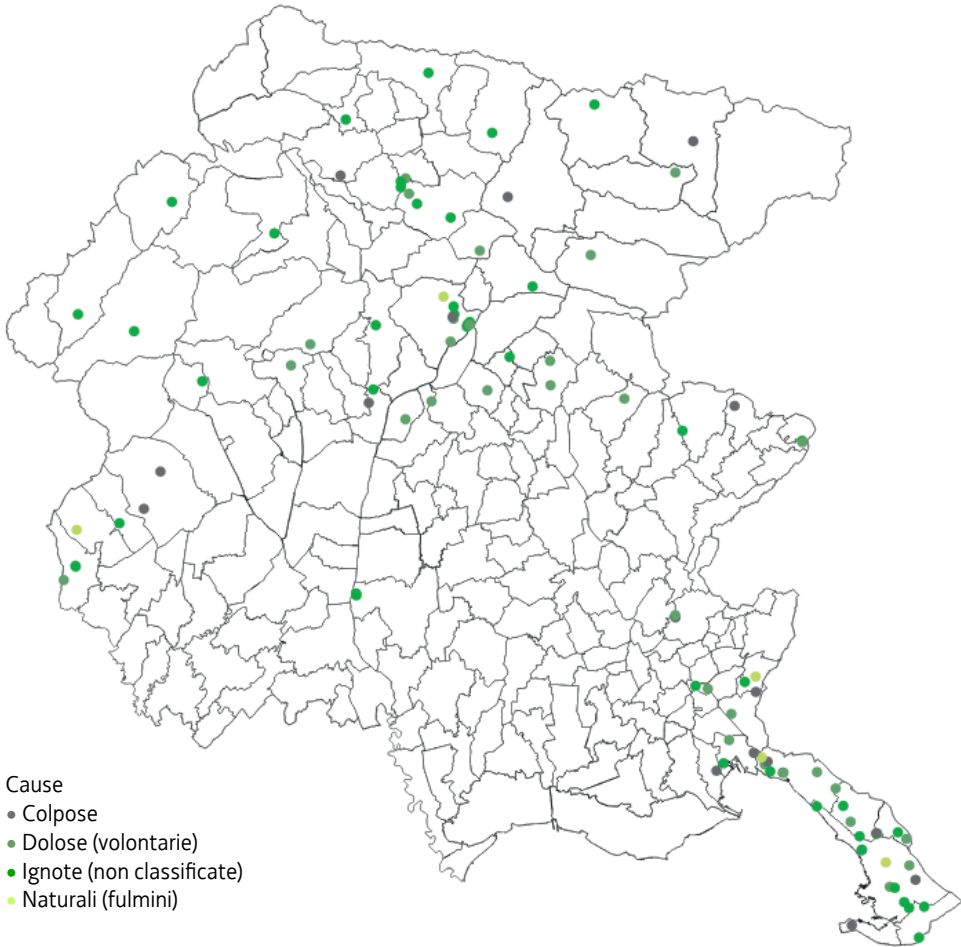 Cause
Colpose
Dolose (volontarie)
Ignote (non classificate)
Naturali (fulmini)